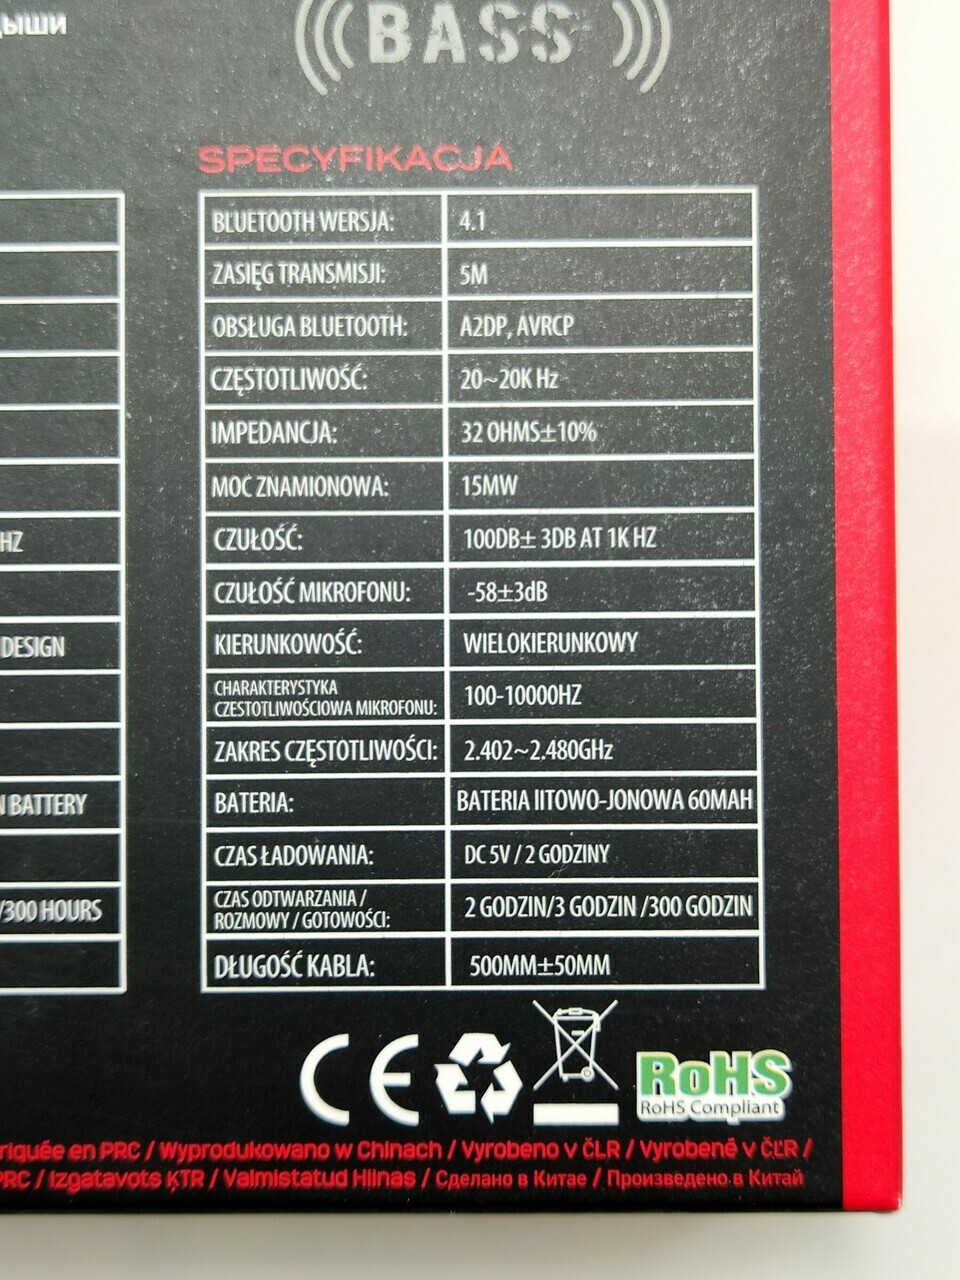 BASS
SPECYFIKACJA
BLUETOOTH WERSJA: 4.1
ZASIĘG TRANSMISJI: 5M
OBSŁUGA BLUETOOTH: A2DP, AVRCP
CZĘSTOTLIWOŚĆ: 20~20K Hz
IMPEDANCJA: 32 OHMS±10%
MOC ZNAMIONOWA: 15MW
HZ
CZUŁOŚĆ: 100DB± 3DB AT 1K HZ
CZUŁOŚĆ MIKROFONU: -58±3dB
DESIGN
KIERUNKOWOŚĆ: WIELOKIERUNKOWY
CHARAKTERYSTYKA
CZESTOTLIWOŚCIOWA MIKROFONU: 100-10000HZ
ZAKRES CZĘSTOTLIWOŚCI: 2.402~2.480GHz
BATTERY
BATERIA: BATERIA IITOWO-JONOWA 60MAH
CZAS ŁADOWANIA: DC 5V / 2 GODZINY
/300 HOURS
CZAS ODTWARZANIA /
ROZMOWY / GOTOWOŚCI: 2 GODZIN/3 GODZIN /300 GODZIN
DŁUGOŚĆ KABLA: 500MM±50MM
CE
RoHS
RoHS Compliant
riquée en PRC / Wyprodukowano w Chinach / Vyrobeno v ČLR / Vyrobené v ČĽR /
PRC / Izgatavots ĶTR / Valmistatud Hiinas / Сделано в Китае / Произведено в Китай